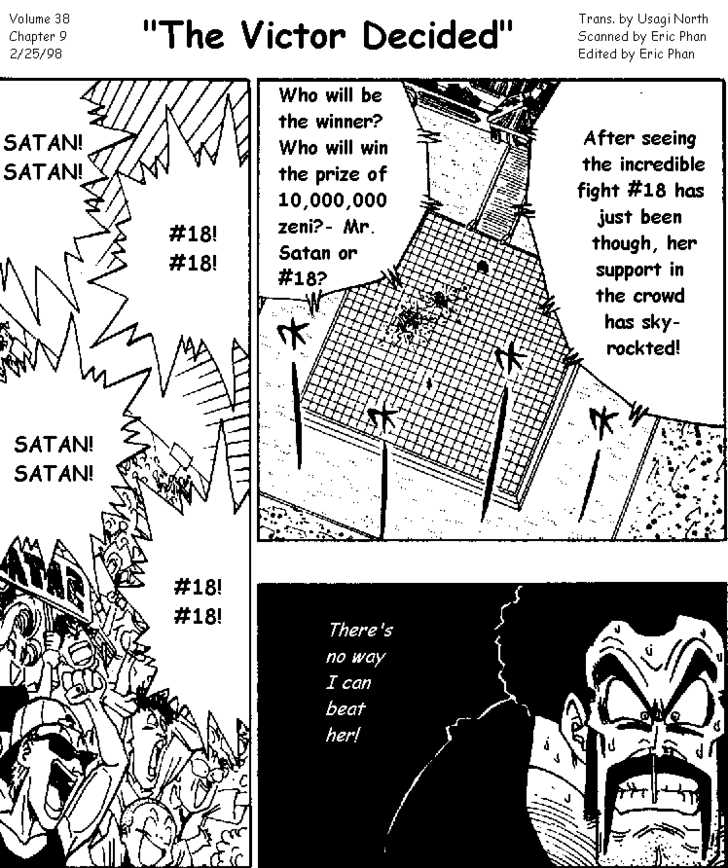 Volume 38
Chapter 9
2/25/98
"The Victor Decided"
Trans. by Usagi North
Scanned by Eric Phan
Edited by Eric Phan
Who will be
the winner?
Who will win
the prize of
10,000,000
zeni?- Mr.
Satan or
#18?
After seeing
the incredible
fight #18 has
just been
though, her
support in
the crowd
has sky-
rockted!
SATAN!
SATAN!
#18!
#18!
SATAN!
SATAN!
#18!
#18!
There's
no way
I can
beat
her!